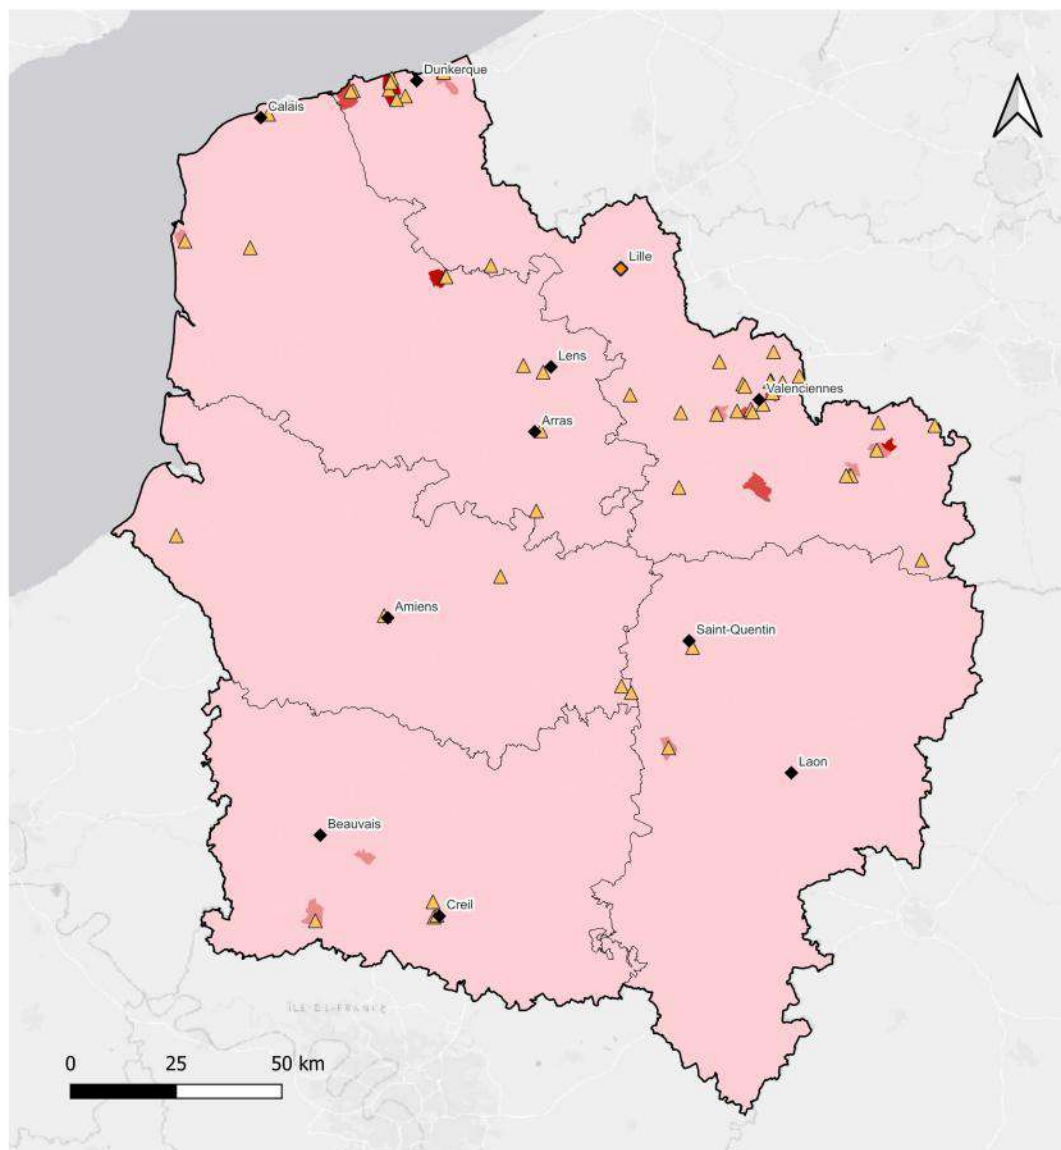 Dunkerque
Calais
Lille
Lens
Valenciennes
Arras
Amiens
Saint-Quentin
Laon
Beauvais
Creil
ÎLE-DE-FRANCE
0 25 50 km